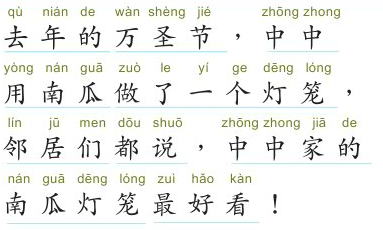 qù nián de wàn shèng jié zhōng zhong
去年的万圣节，中中
yòng nán guā zuò le yí ge dēng lóng
用南瓜做了一个灯笼，
lín jū men dōu shuō zhōng zhong jiā de
邻居们都说，中中家的
nán guā dēng lóng zuì hǎo kàn
南瓜灯笼最好看！